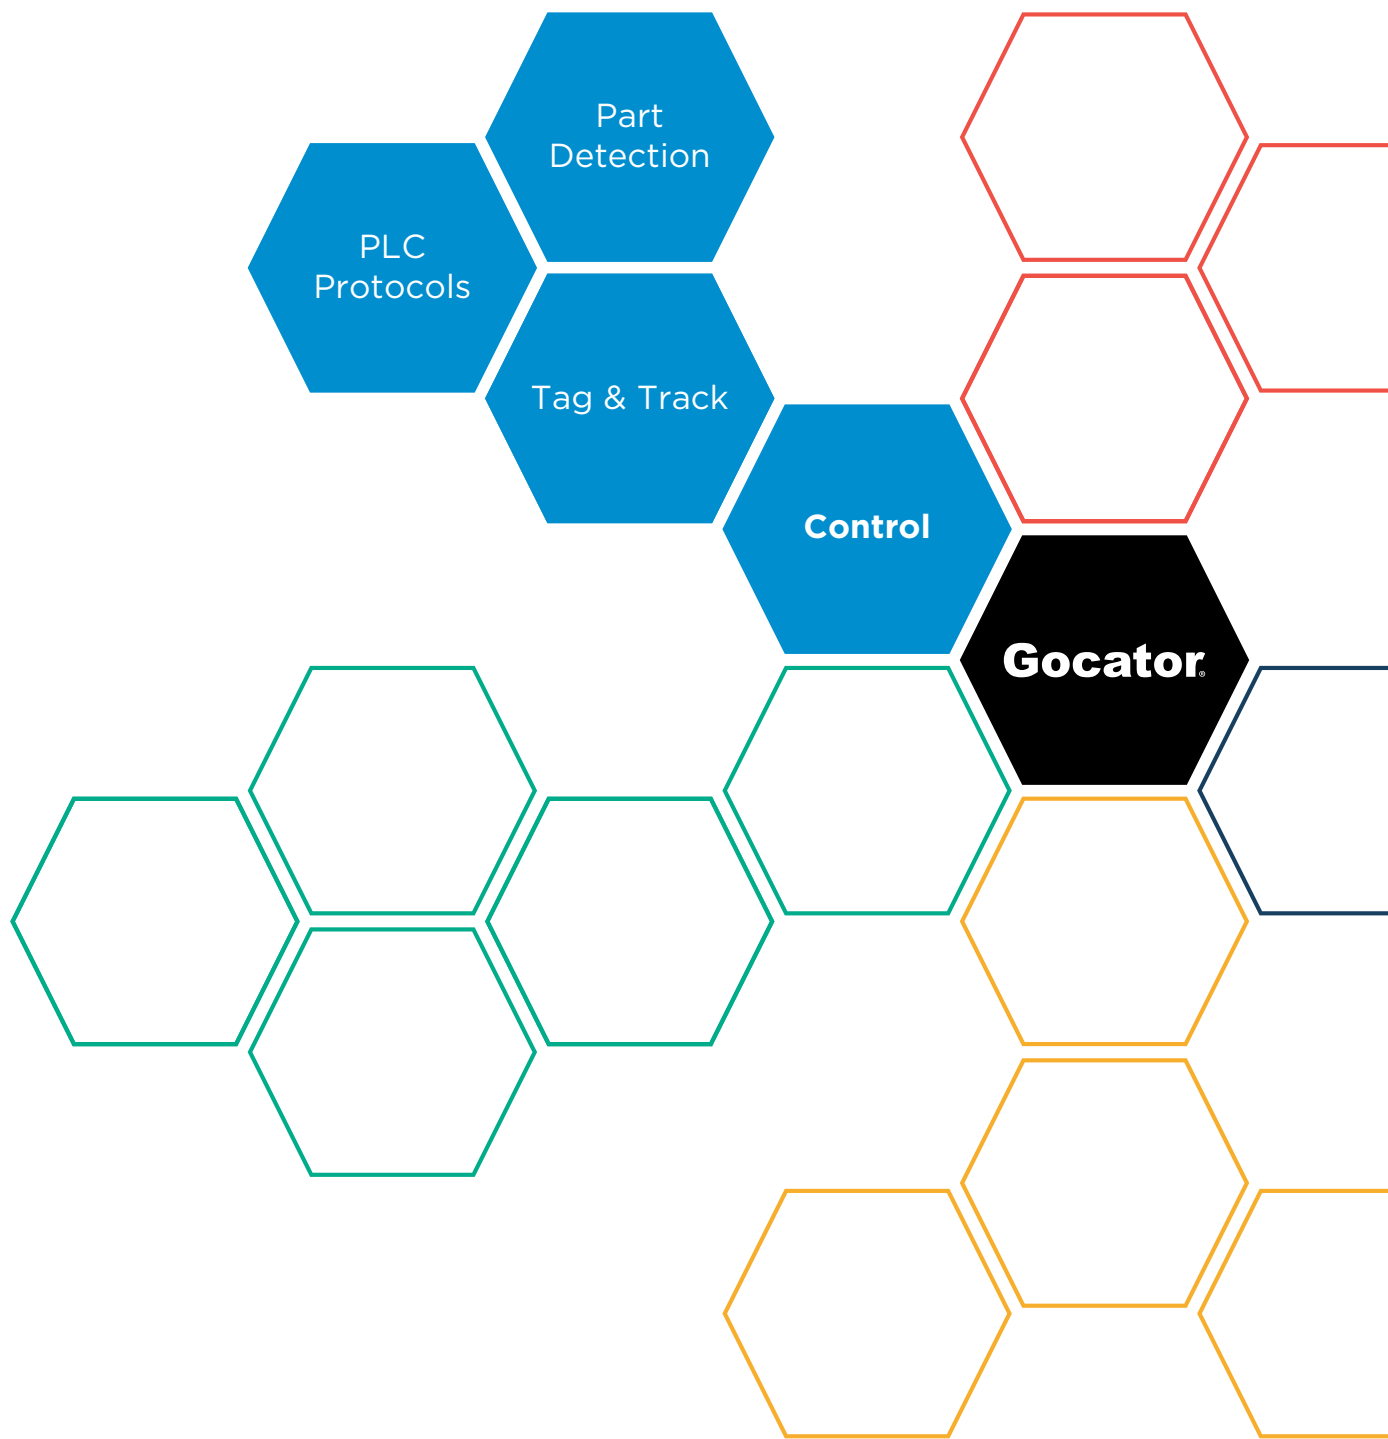 Part
Detection
PLC
Protocols
Tag & Track
Control
Gocator®